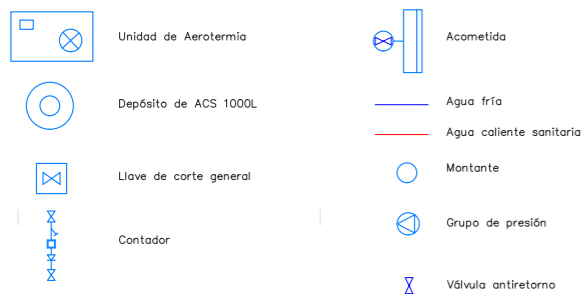 Unidad de Aerotermia
Depósito de ACS 1000L
Llave de corte general
Contador
Acometida
Agua fría
Agua caliente sanitaria
Montante
Grupo de presión
Válvula antiretorno